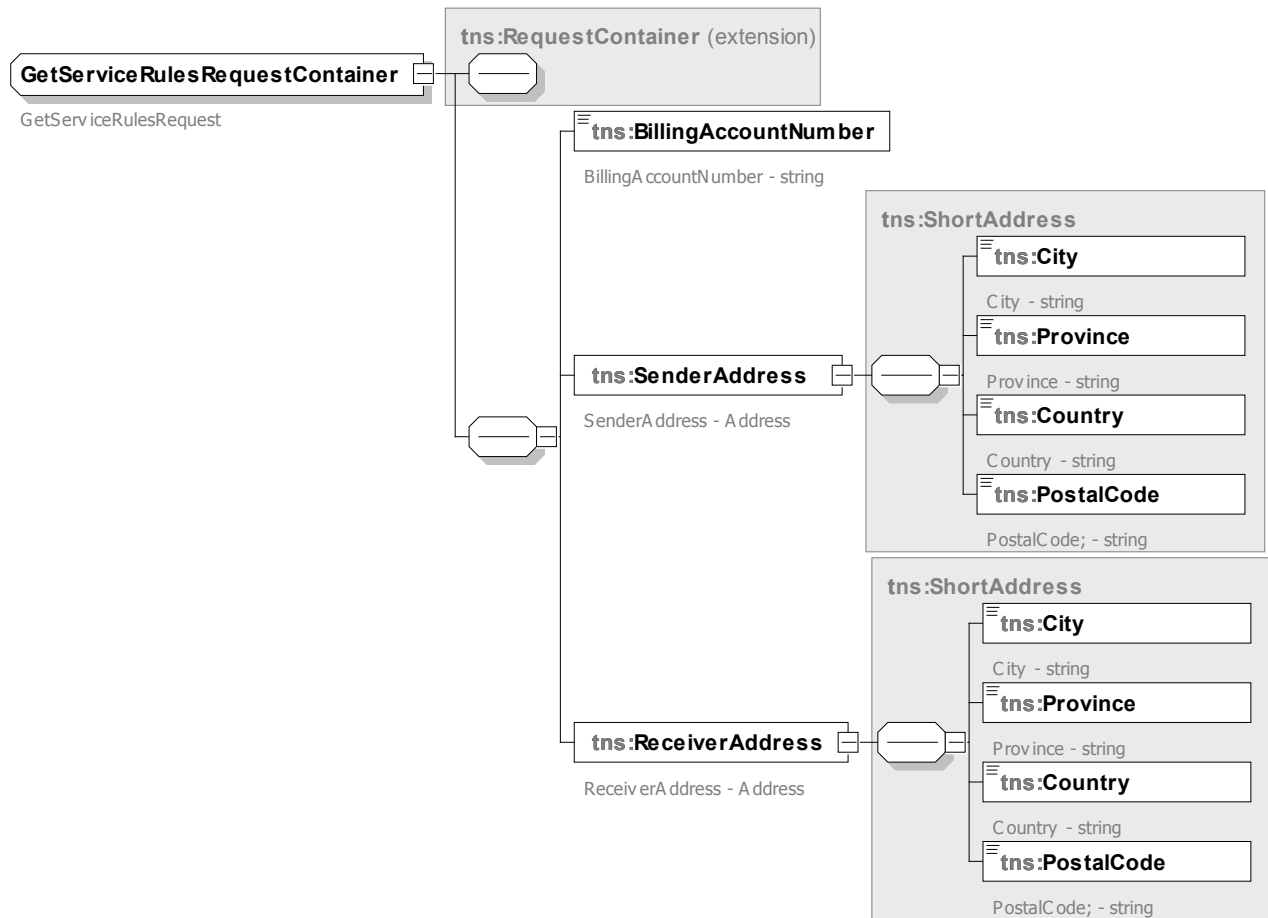 tns:RequestContainer (extension)
GetServiceRulesRequestContainer
GetServiceRulesRequest
tns:BillingAccountNumber
BillingAccountNumber - string
tns:ShortAddress
tns:City
City - string
tns:Province
Province - string
tns:SenderAddress
SenderAddress - Address
tns:Country
Country - string
tns:PostalCode
PostalCode; - string
tns:ShortAddress
tns:City
City - string
tns:Province
Province - string
tns:ReceiverAddress
ReceiverAddress - Address
tns:Country
Country - string
tns:PostalCode
PostalCode; - string